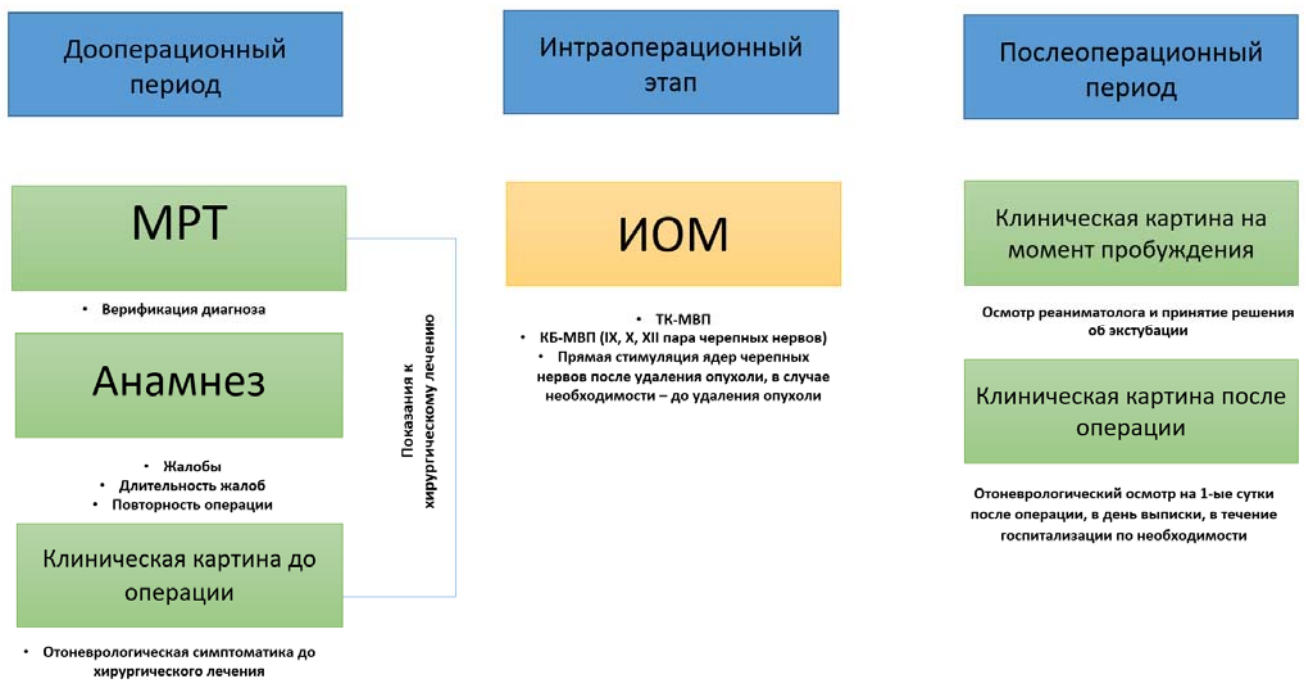 Дооперационный
период
МРТ
• Верификация диагноза
Анамнез
• Жалобы
• Длительность жалоб
• Повторность операции
Клиническая картина до
операции
• Отоневрологическая симптоматика до
хирургического лечения
Показания к
хирургическому лечению
Интраоперационный
этап
ИОМ
• ТК-МВП
• КБ-МВП (IX, X, XII пара черепных нервов)
• Прямая стимуляция ядер черепных
нервов после удаления опухоли, в случае
необходимости – до удаления опухоли
Послеоперационный
период
Клиническая картина на
момент пробуждения
Осмотр реаниматолога и принятие решения
об экстубации
Клиническая картина после
операции
Отоневрологический осмотр на 1-ые сутки
после операции, в день выписки, в течение
госпитализации по необходимости